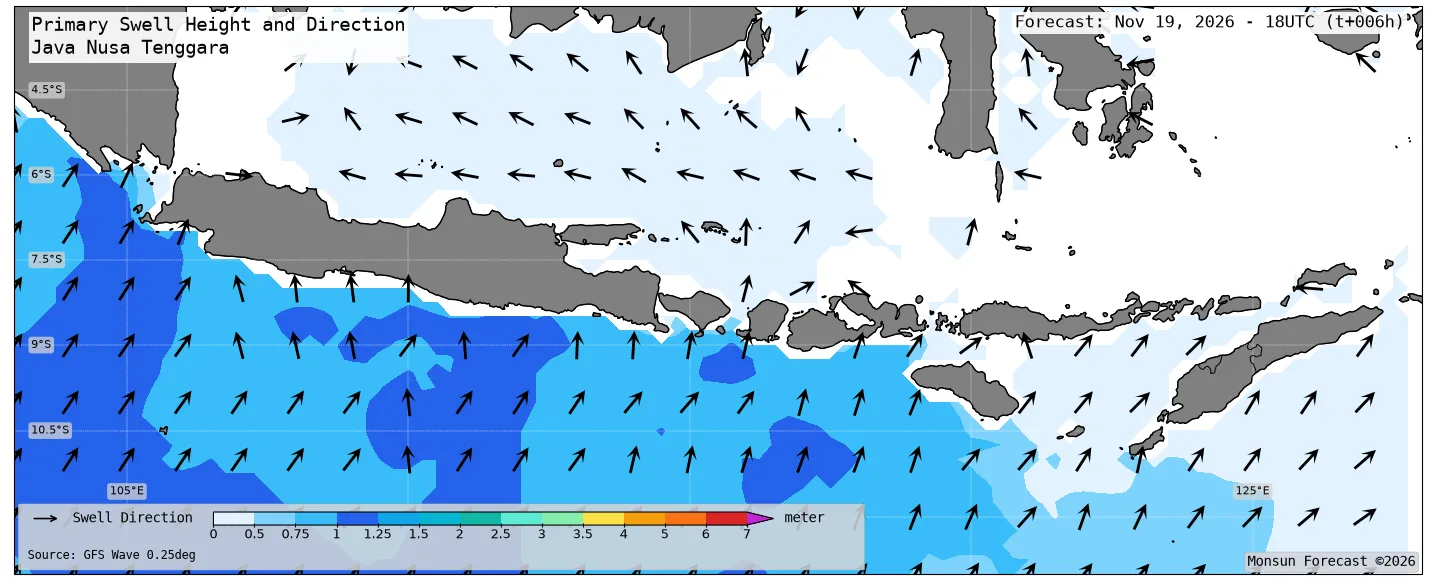 Primary Swell Height and Direction
Java Nusa Tenggara
Forecast: Nov 19, 2026 - 18UTC (t+006h)
4.5°S
6°S
7.5°S
9°S
10.5°S
105°E
125°E
Swell Direction
0 0.5 0.75 1 1.25 1.5 2 2.5 3 3.5 4 5 6 7
meter
Source: GFS Wave 0.25deg
Monsun Forecast ©2026